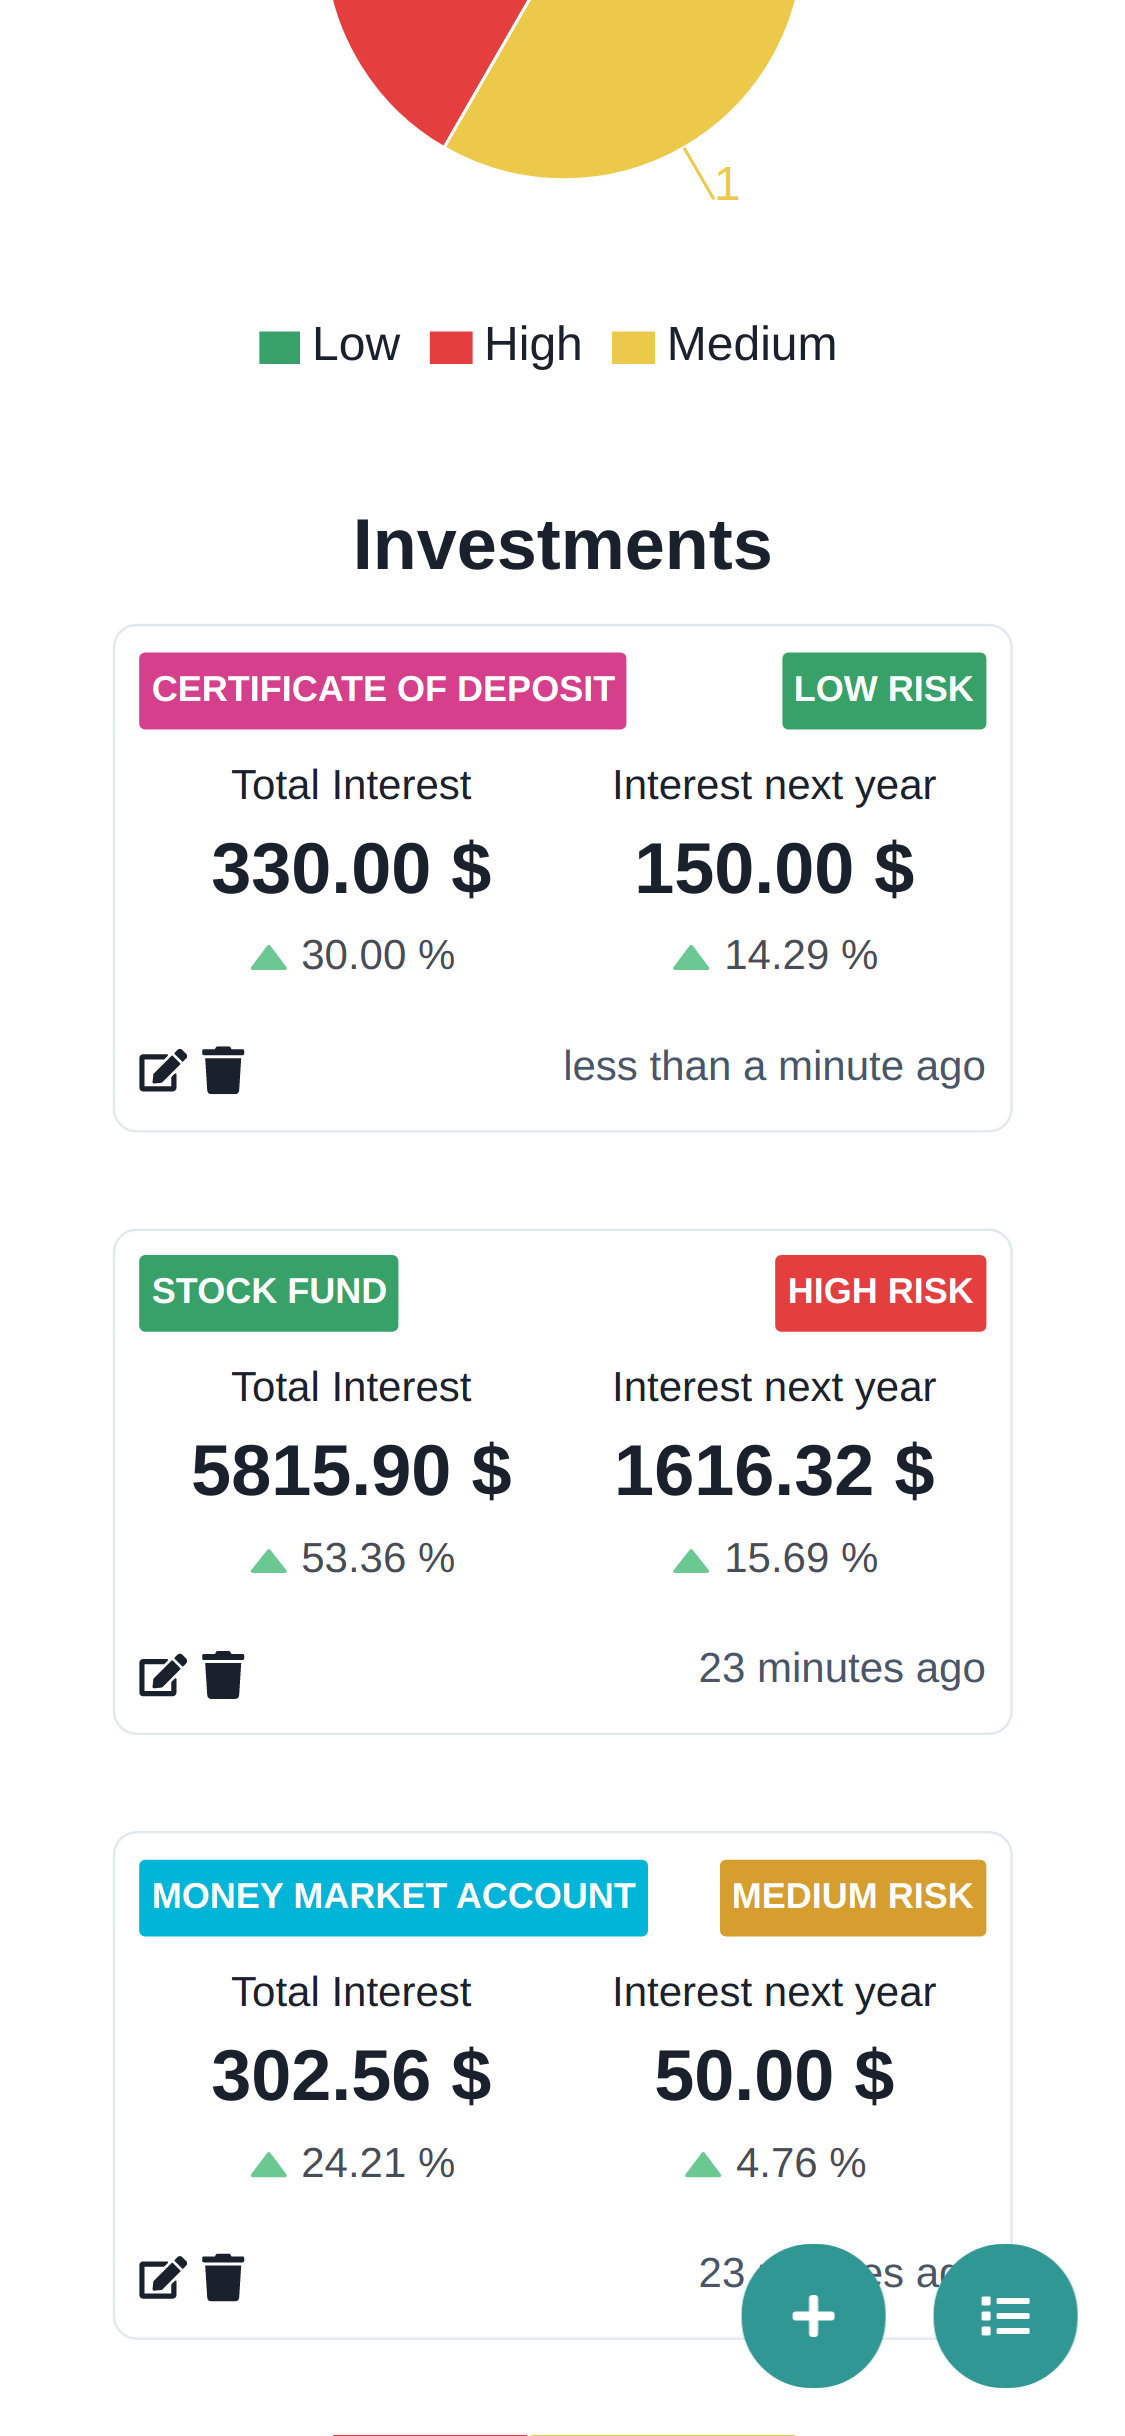 1
Low High Medium
Investments
CERTIFICATE OF DEPOSIT LOW RISK
Total Interest Interest next year
330.00 $ 150.00 $
30.00 % 14.29 %
less than a minute ago
STOCK FUND HIGH RISK
Total Interest Interest next year
5815.90 $ 1616.32 $
53.36 % 15.69 %
23 minutes ago
MONEY MARKET ACCOUNT MEDIUM RISK
Total Interest Interest next year
302.56 $ 50.00 $
24.21 % 4.76 %
23